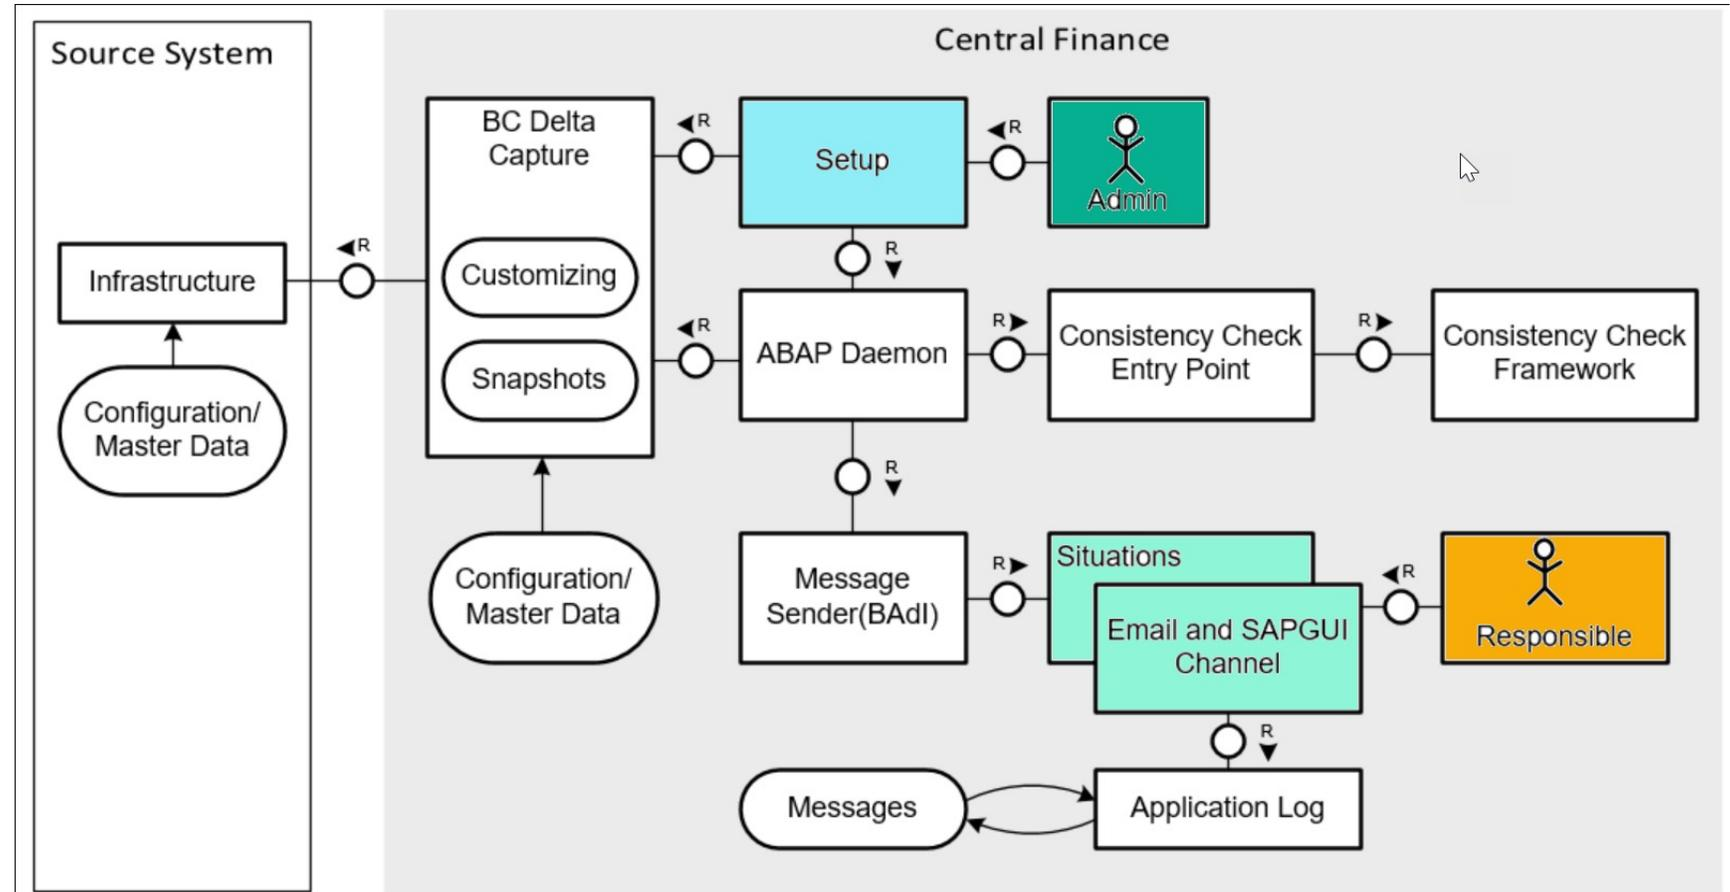 Source System
Central Finance
BC Delta
Capture
R
Setup
R
Admin
R
Infrastructure
Customizing
R
R
Snapshots
ABAP Daemon
R
Consistency Check
Entry Point
R
Consistency Check
Framework
Configuration/
Master Data
R
Configuration/
Master Data
Message
Sender(BAdI)
R
Situations
Email and SAPGUI
Channel
R
Responsible
R
Messages
Application Log